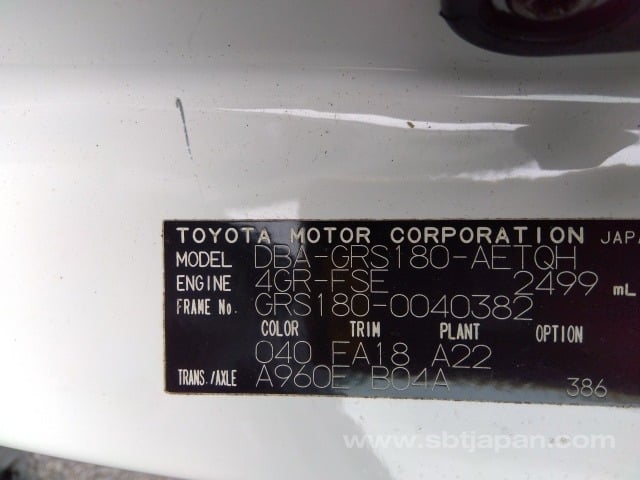 TOYOTA MOTOR CORPORATION JAPA
MODEL DBA-GRS180-AETQH
ENGINE 4GR-FSE 2499 mL
FRAME No. GRS180-0040382
COLOR TRIM PLANT OPTION
040 FA18 A22
TRANS./AXLE A960E B04A 386
www.sbtjapan.com